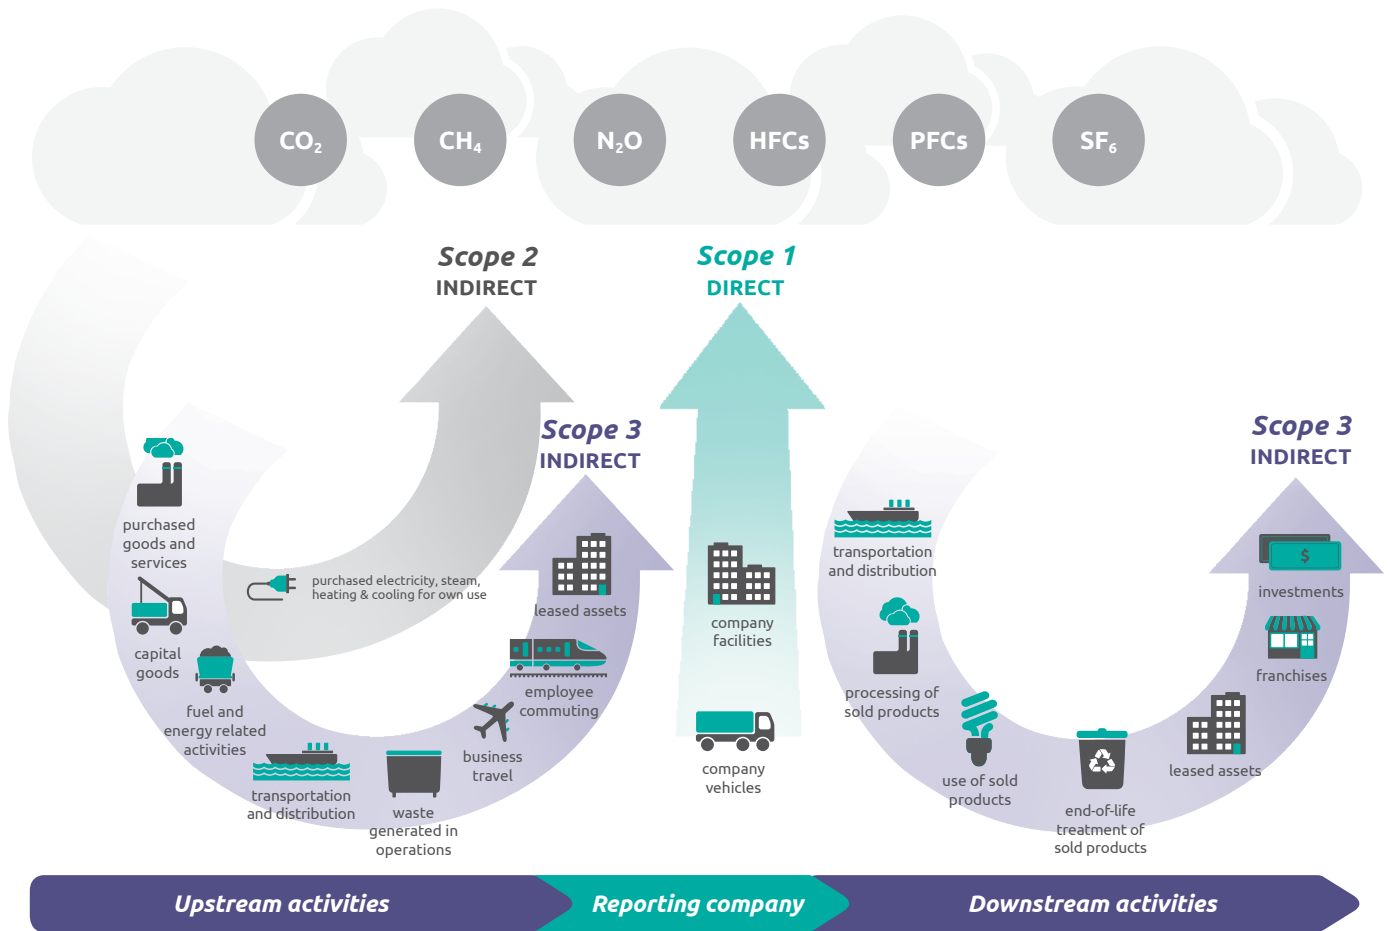 CO₂
CH₄
N₂O
HFCs
PFCs
SF₆
Scope 2
INDIRECT
Scope 1
DIRECT
Scope 3
INDIRECT
Scope 3
INDIRECT
purchased
goods and
services
capital
goods
fuel and
energy related
activities
transportation
and distribution
waste
generated in
operations
business
travel
employee
commuting
leased assets
purchased electricity, steam,
heating & cooling for own use
company
facilities
company
vehicles
transportation
and distribution
processing of
sold products
use of sold
products
end-of-life
treatment of
sold products
leased assets
franchises
investments
$
Upstream activities
Reporting company
Downstream activities